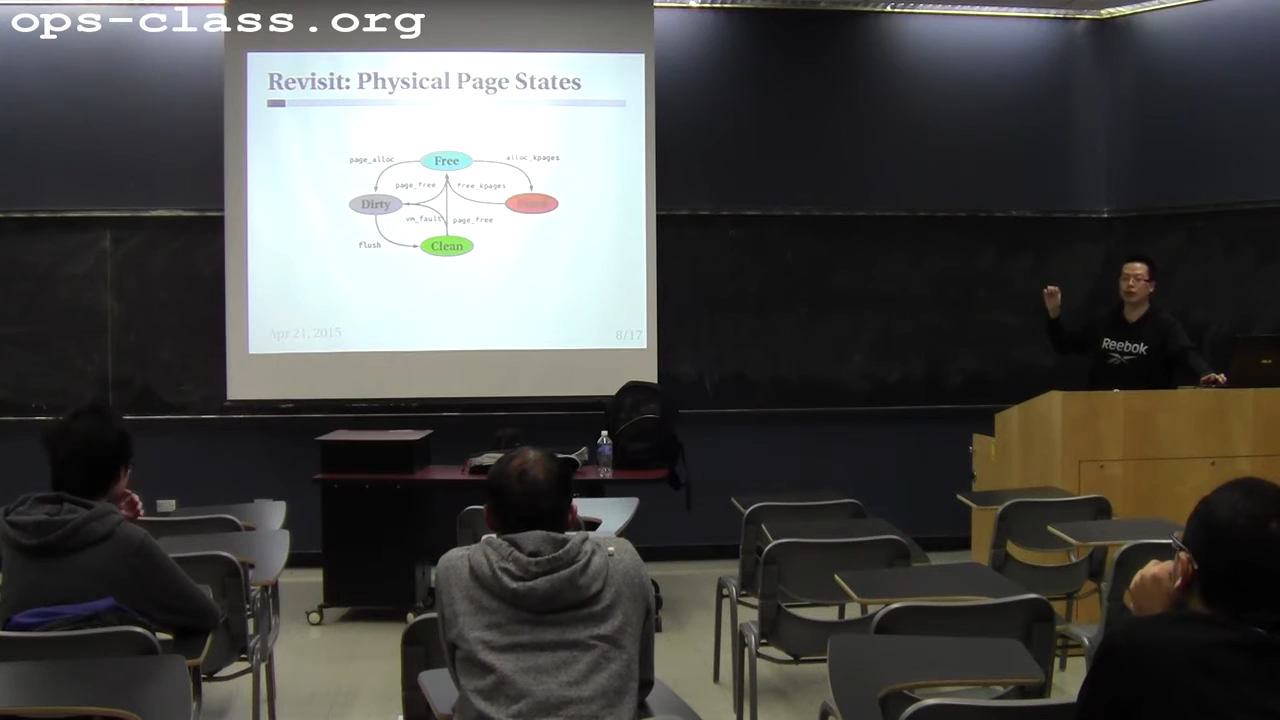 ops-class.org
Revisit: Physical Page States
page_alloc
Free
alloc_kpages
page_free
free_kpages
Dirty
vm_fault
page_free
flush
Clean
Apr 21, 2015
8/17
Reebok